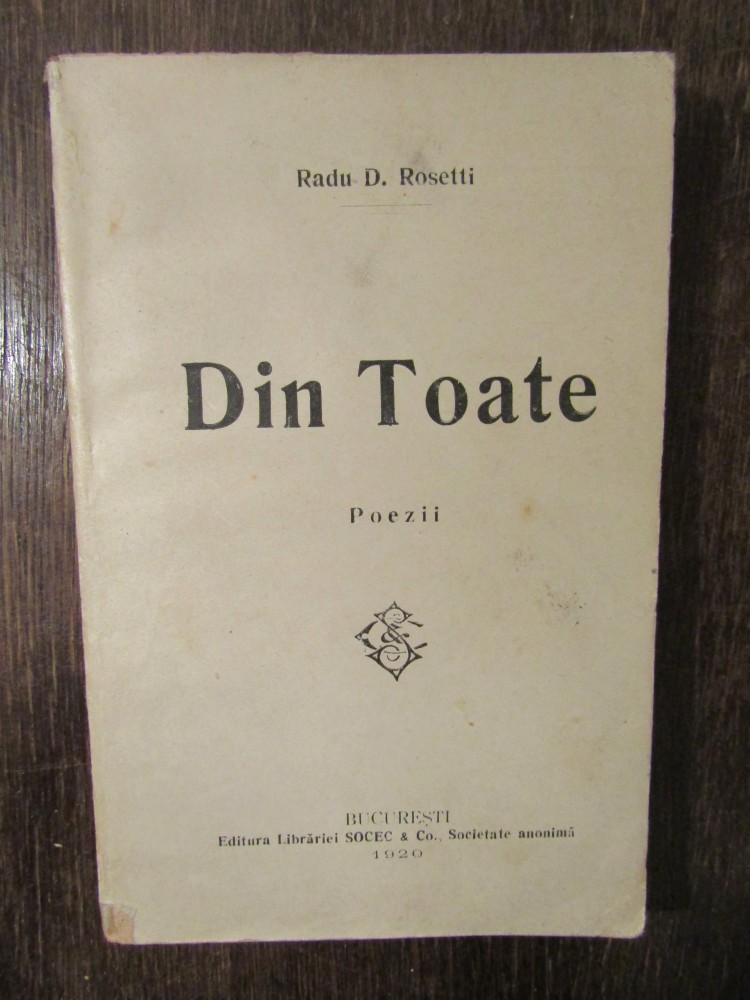 Radu D. Rosetti
Din Toate
Poezii
BUCUREȘTI
Editura Librăriei SOCEC & Co., Societate anonimă
1920